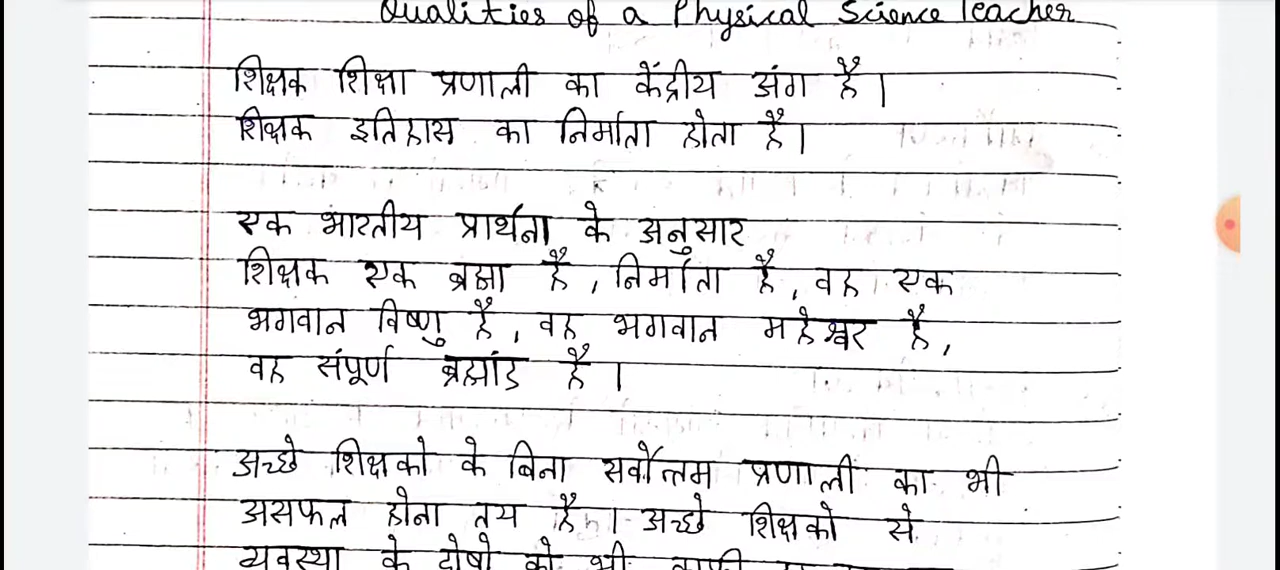 Qualities of a Physical Science Teacher
शिक्षक शिक्षा प्रणाली का केंद्रीय अंग है।
शिक्षक इतिहास का निर्माता होता है।
एक भारतीय प्रार्थना के अनुसार
शिक्षक एक ब्रह्मा है, निर्माता है, वह एक
भगवान विष्णु है, वह भगवान महेश्वर है,
वह संपूर्ण ब्रह्मांड है।
अच्छे शिक्षको के बिना सर्वोत्तम प्रणाली का भी
असफल होना तय है। अच्छे शिक्षको से
व्यवस्था के दोषो को भी